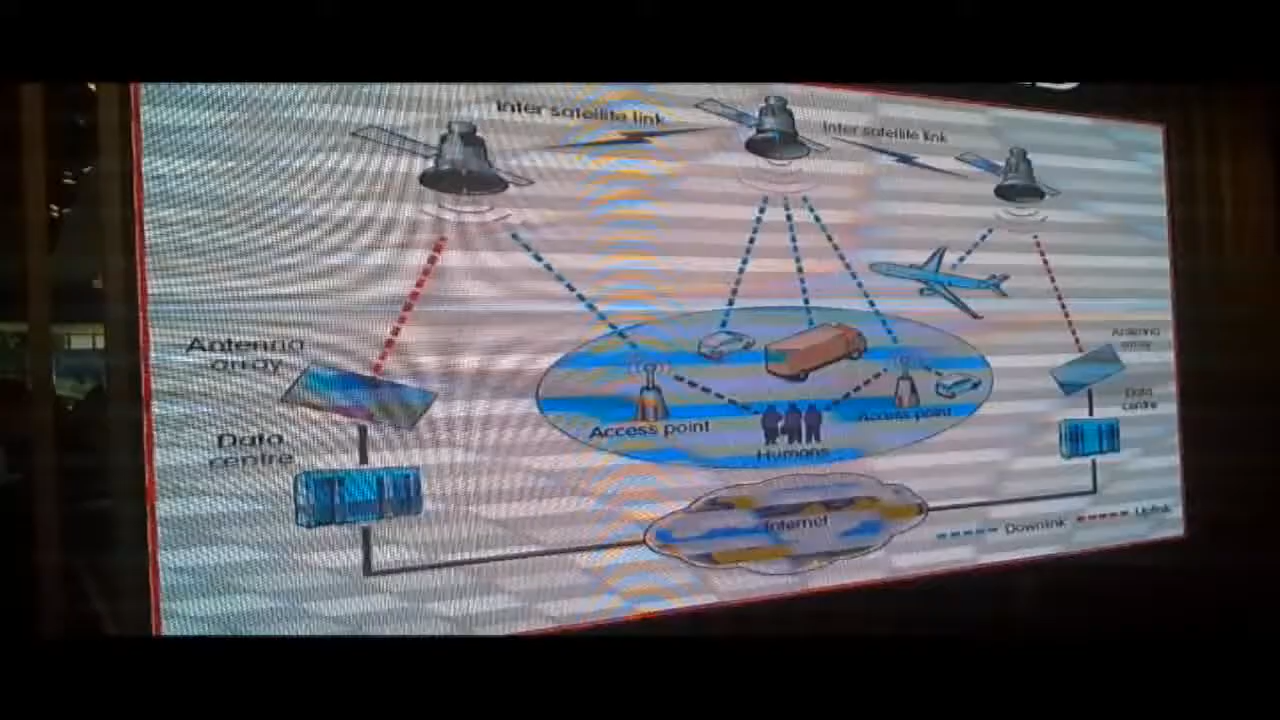 Inter satellite link
Inter satellite link
Antenna
array
Data
centre
Access point
Access point
Humans
Antenna
array
Data
centre
Internet
Downlink
Uplink